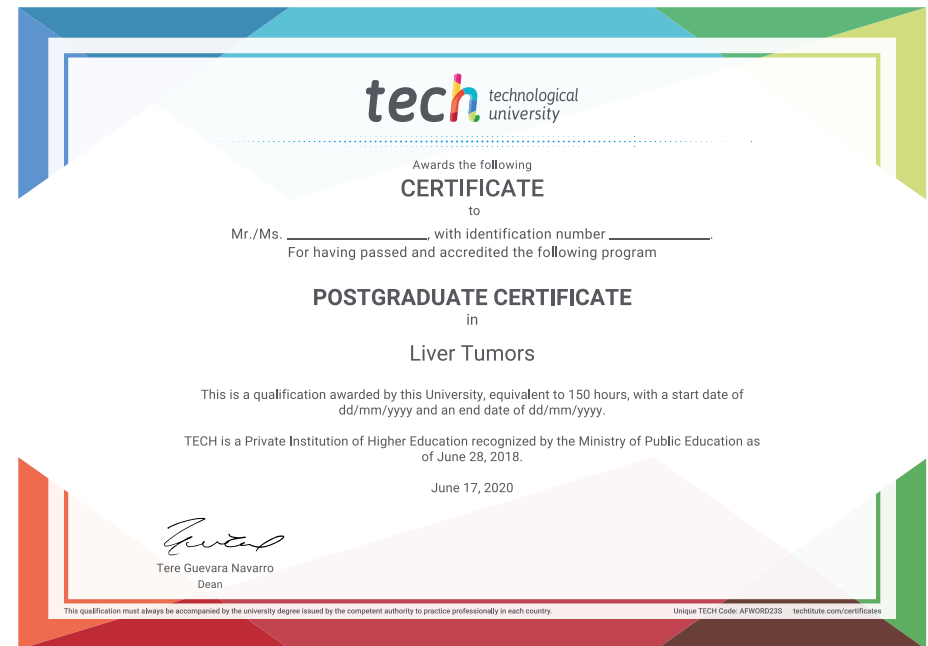 tech technological
university
Awards the following
CERTIFICATE
to
Mr./Ms. ____________________, with identification number ______________.
For having passed and accredited the following program
POSTGRADUATE CERTIFICATE
in
Liver Tumors
This is a qualification awarded by this University, equivalent to 150 hours, with a start date of
dd/mm/yyyy and an end date of dd/mm/yyyy.
TECH is a Private Institution of Higher Education recognized by the Ministry of Public Education as
of June 28, 2018.
June 17, 2020
Tere Guevara Navarro
Dean
This qualification must always be accompanied by the university degree issued by the competent authority to practice professionally in each country.
Unique TECH Code: AFWORD23S techtitute.com/certificates